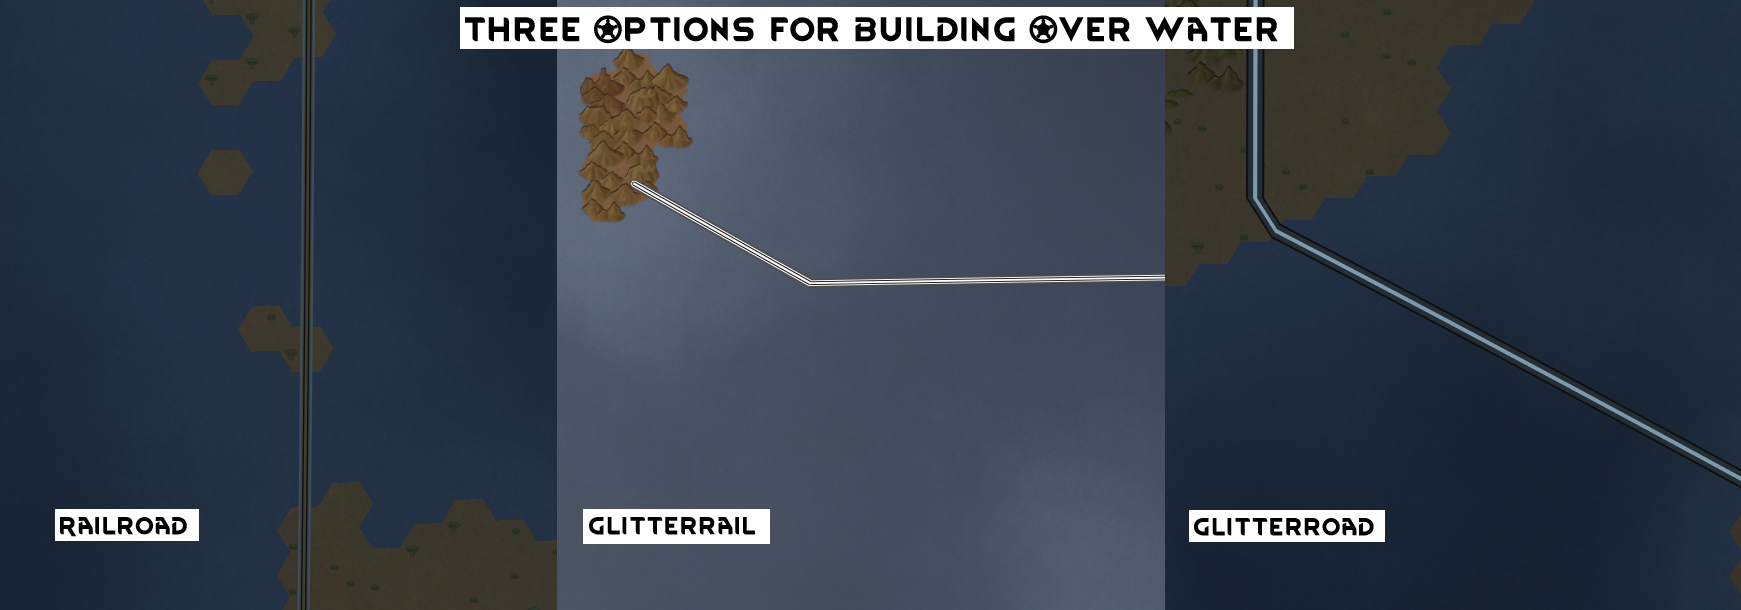 THREE OPTIONS FOR BUILDING OVER WATER
RAILROAD
GLITTERRAIL
GLITTERROAD